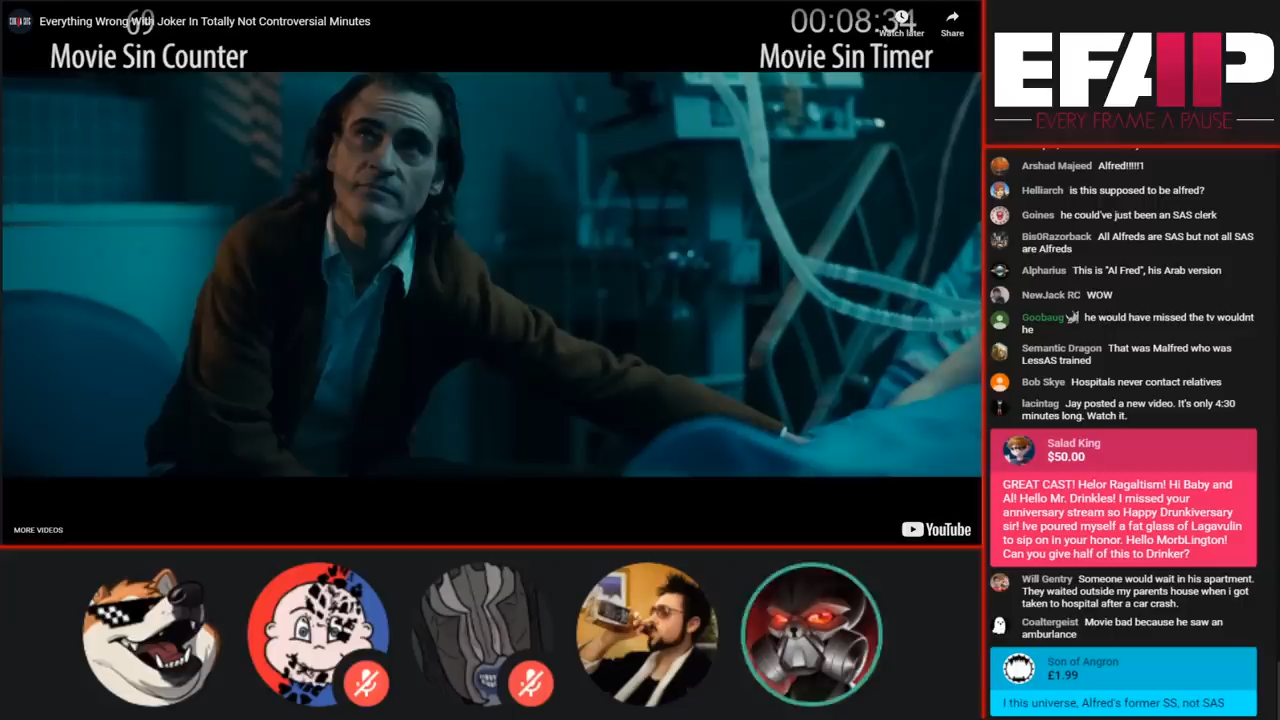 Everything Wrong With Joker In Totally Not Controversial Minutes
69
Movie Sin Counter
00:08:34
Movie Sin Timer
Watch later
Share
MORE VIDEOS
YouTube
EFAP
EVERY FRAME A PAUSE
Arshad Majeed Alfred!!!!!1
Helliarch is this supposed to be alfred?
Goines he could've just been an SAS clerk
Bis0Razorback All Alfreds are SAS but not all SAS
are Alfreds
Alpharius This is "Al Fred", his Arab version
NewJack RC WOW
Goobaug he would have missed the tv wouldnt
he
Semantic Dragon That was Malfred who was
LessAS trained
Bob Skye Hospitals never contact relatives
lacintag Jay posted a new video. It's only 4:30
minutes long. Watch it.
Salad King
$50.00
GREAT CAST! Helor Ragaltism! Hi Baby and
Al! Hello Mr. Drinkles! I missed your
anniversary stream so Happy Drunkiversary
sir! Ive poured myself a fat glass of Lagavulin
to sip on in your honor. Hello MorbLington!
Can you give half of this to Drinker?
Will Gentry Someone would wait in his apartment.
They waited outside my parents house when i got
taken to hospital after a car crash.
Coaltergeist Movie bad because he saw an
amburlance
Son of Angron
£1.99
I this universe, Alfred's former SS, not SAS